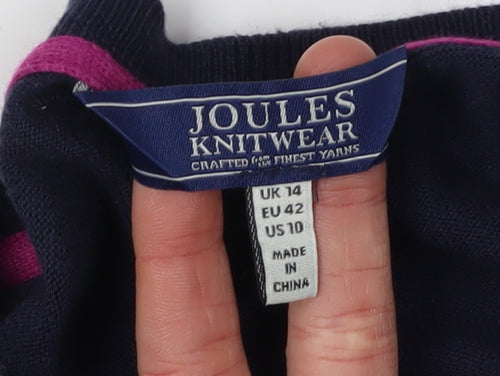 JOULES
KNITWEAR
CRAFTED FROM THE FINEST YARNS
UK 14
EU 42
US 10
MADE
IN
CHINA